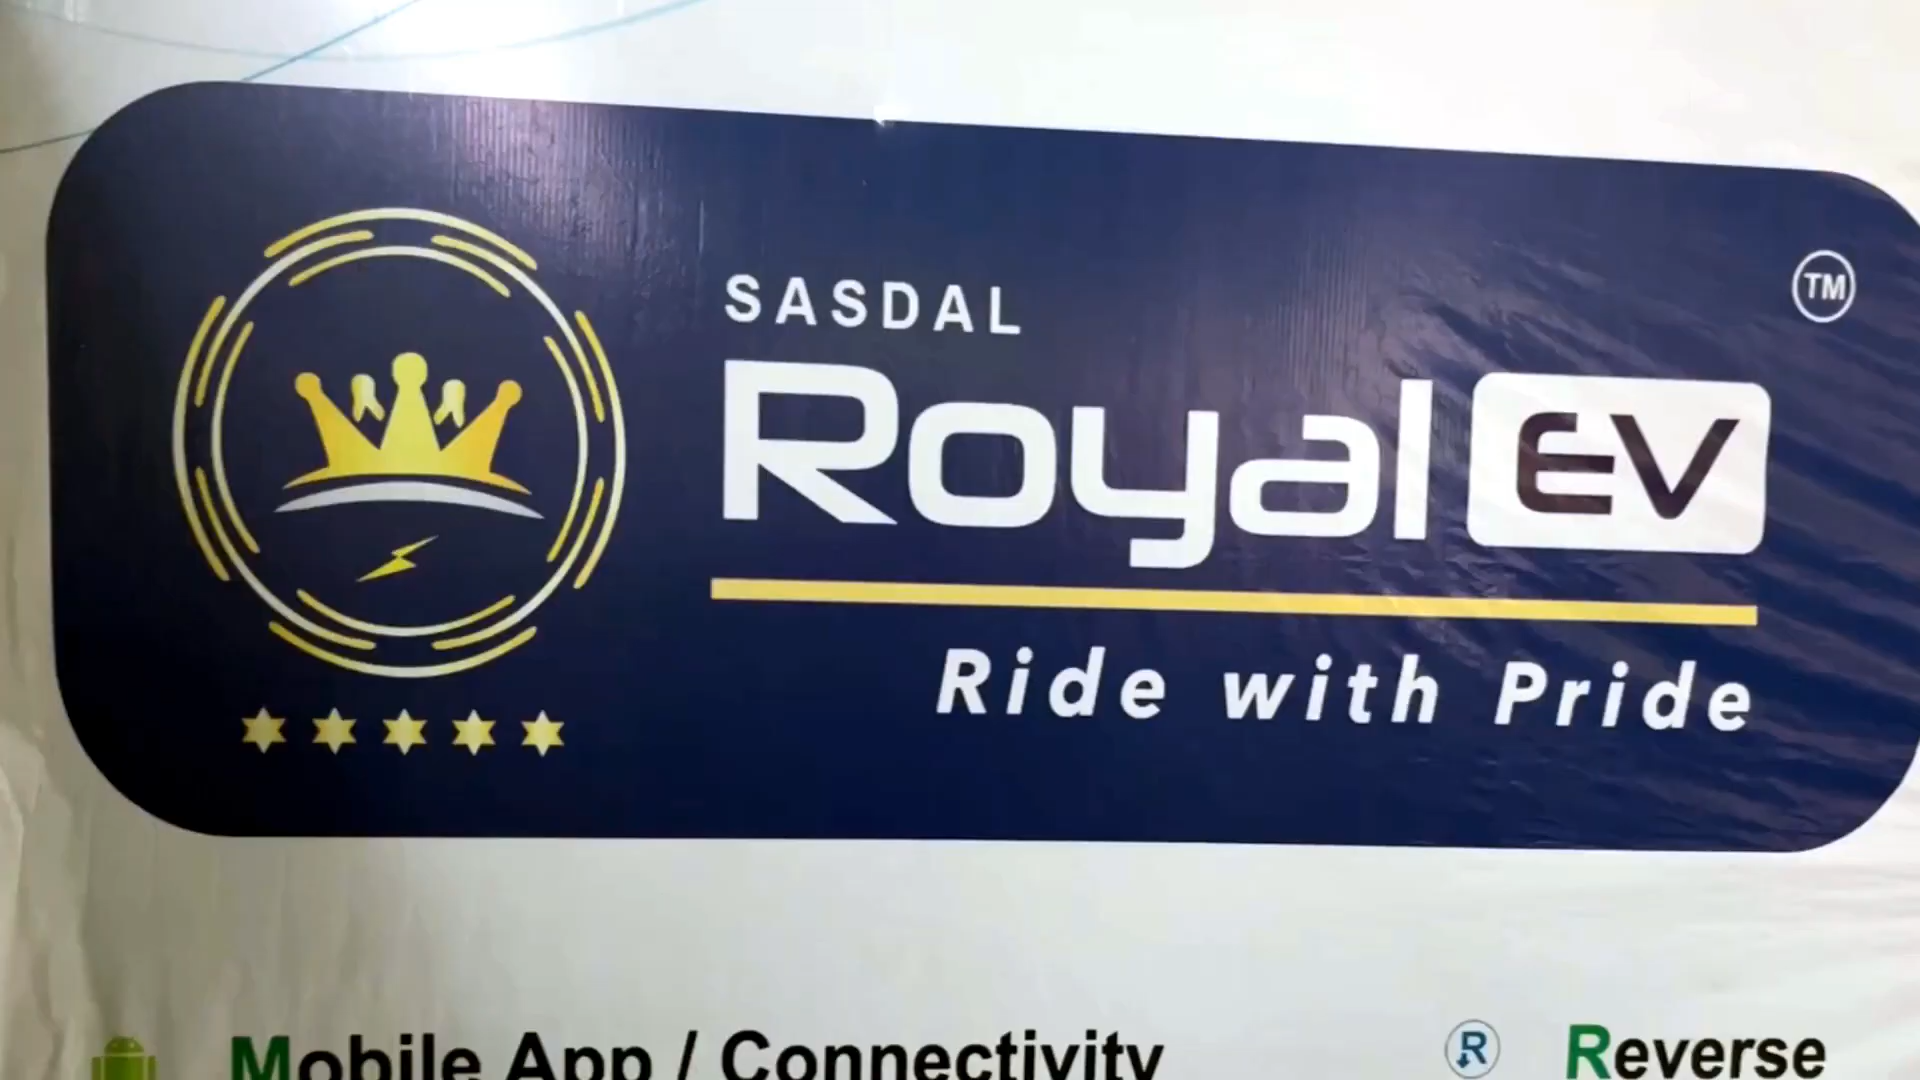 SASDAL
TM
Royal EV
Ride with Pride
Mobile App / Connectivity
R Reverse